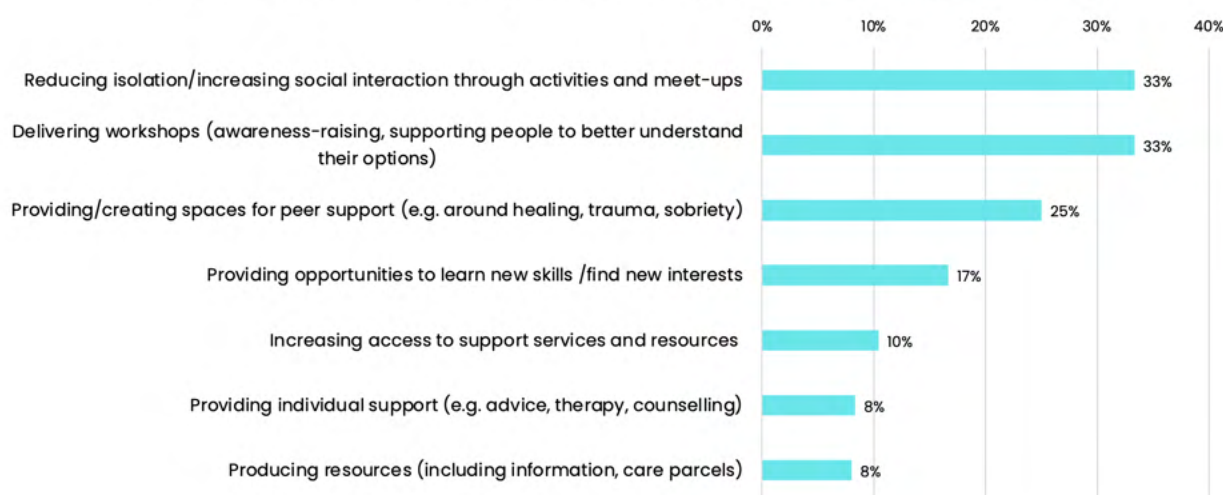 0% 10% 20% 30% 40%
Reducing isolation/increasing social interaction through activities and meet-ups 33%
Delivering workshops (awareness-raising, supporting people to better understand
their options) 33%
Providing/creating spaces for peer support (e.g. around healing, trauma, sobriety) 25%
Providing opportunities to learn new skills /find new interests 17%
Increasing access to support services and resources 10%
Providing individual support (e.g. advice, therapy, counselling) 8%
Producing resources (including information, care parcels) 8%